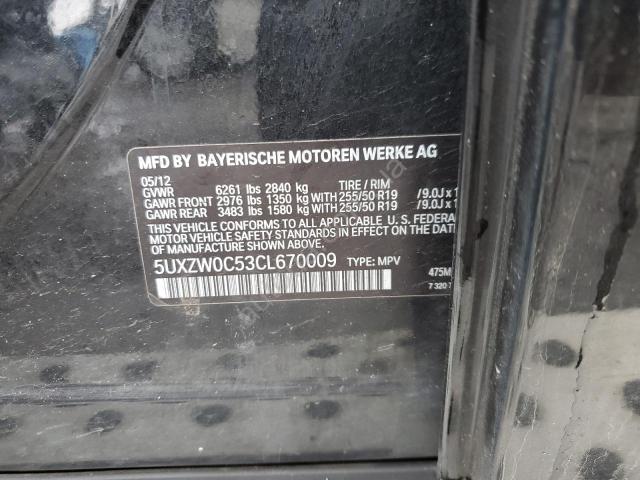 MFD BY BAYERISCHE MOTOREN WERKE AG
05/12
GVWR 6261 lbs 2840 kg TIRE / RIM
GAWR FRONT 2976 lbs 1350 kg WITH 255/50 R19 /9.0J x 1
GAWR REAR 3483 lbs 1580 kg WITH 255/50 R19 /9.0J x 1
THIS VEHICLE CONFORMS TO ALL APPLICABLE U. S. FEDERA
MOTOR VEHICLE SAFETY STANDARDS IN EFFECT ON THE DATE
OF MANUFACTURE SHOWN ABOVE.
5UXZW0C53CL670009 TYPE: MPV
475M
7 320 7